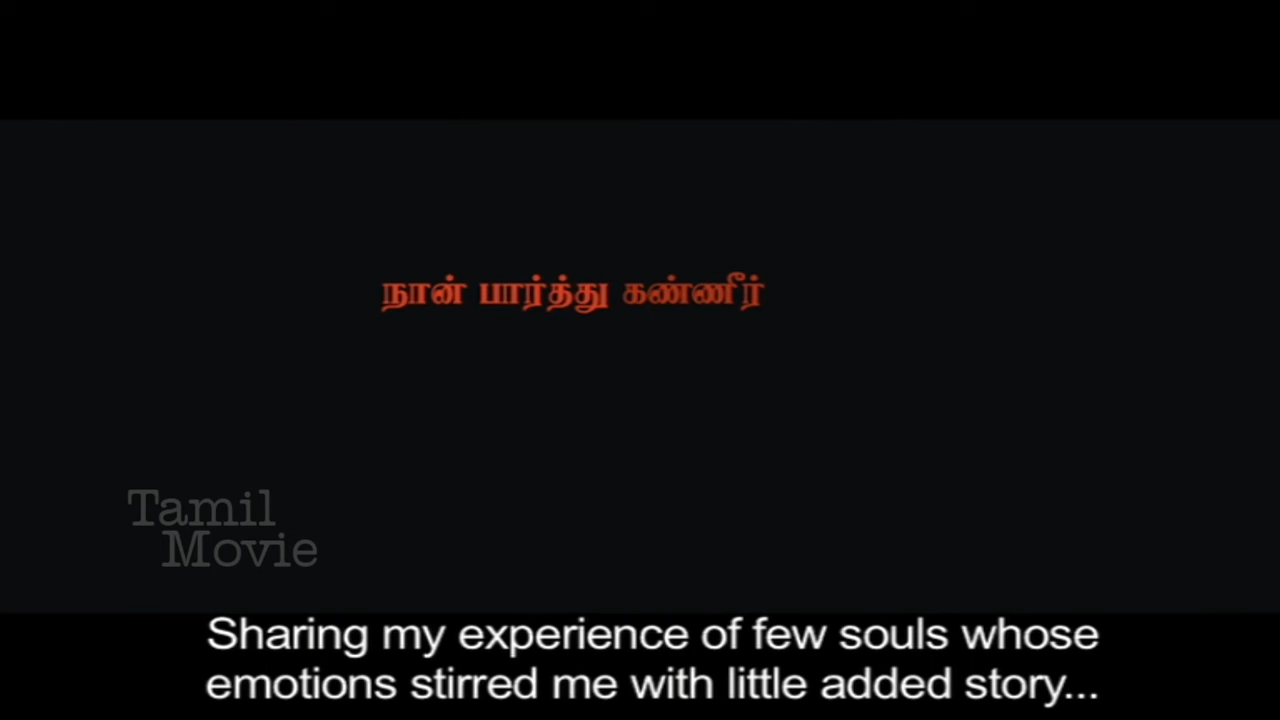 நான் பார்த்து கண்ணீர்
Tamil
Movie
Sharing my experience of few souls whose
emotions stirred me with little added story...